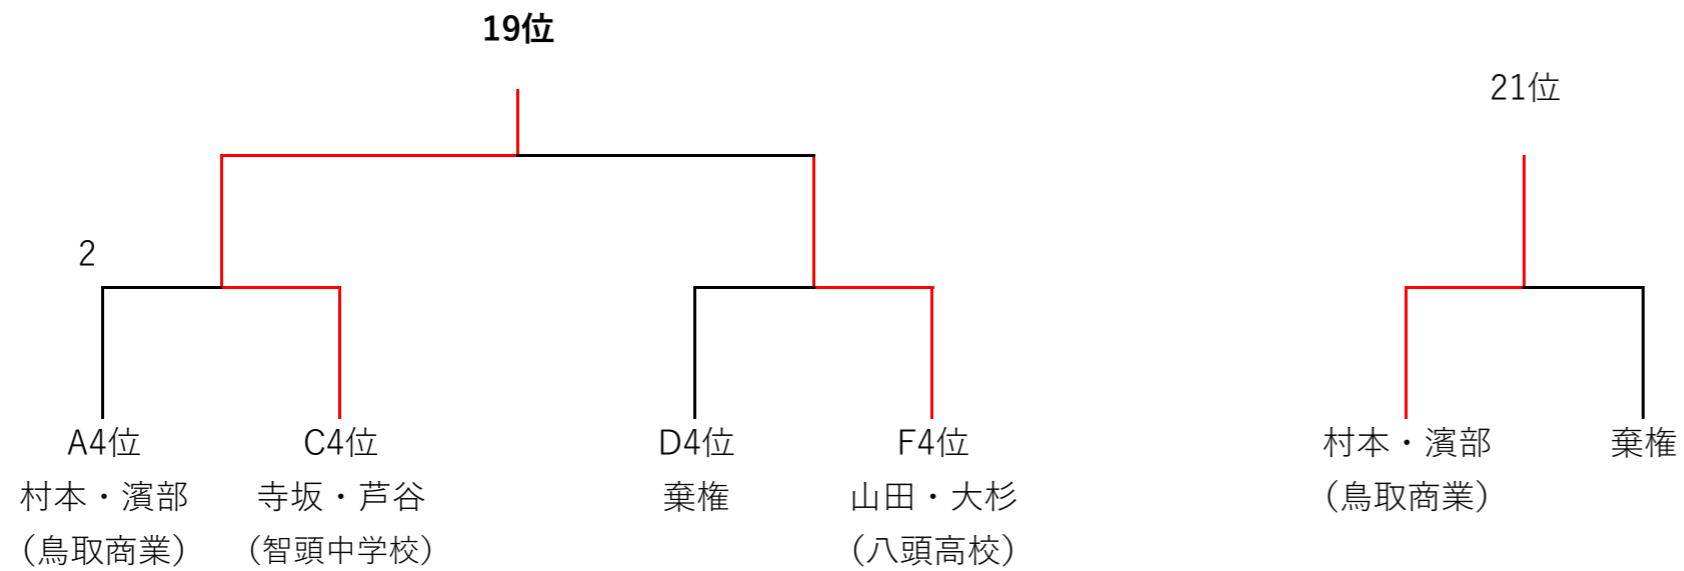 19位
21位
2
A4位
C4位
D4位
F4位
村本・濱部
棄権
村本・濱部
寺坂・芦谷
棄権
山田・大杉
(鳥取商業)
(鳥取商業)
(智頭中学校)
(八頭高校)